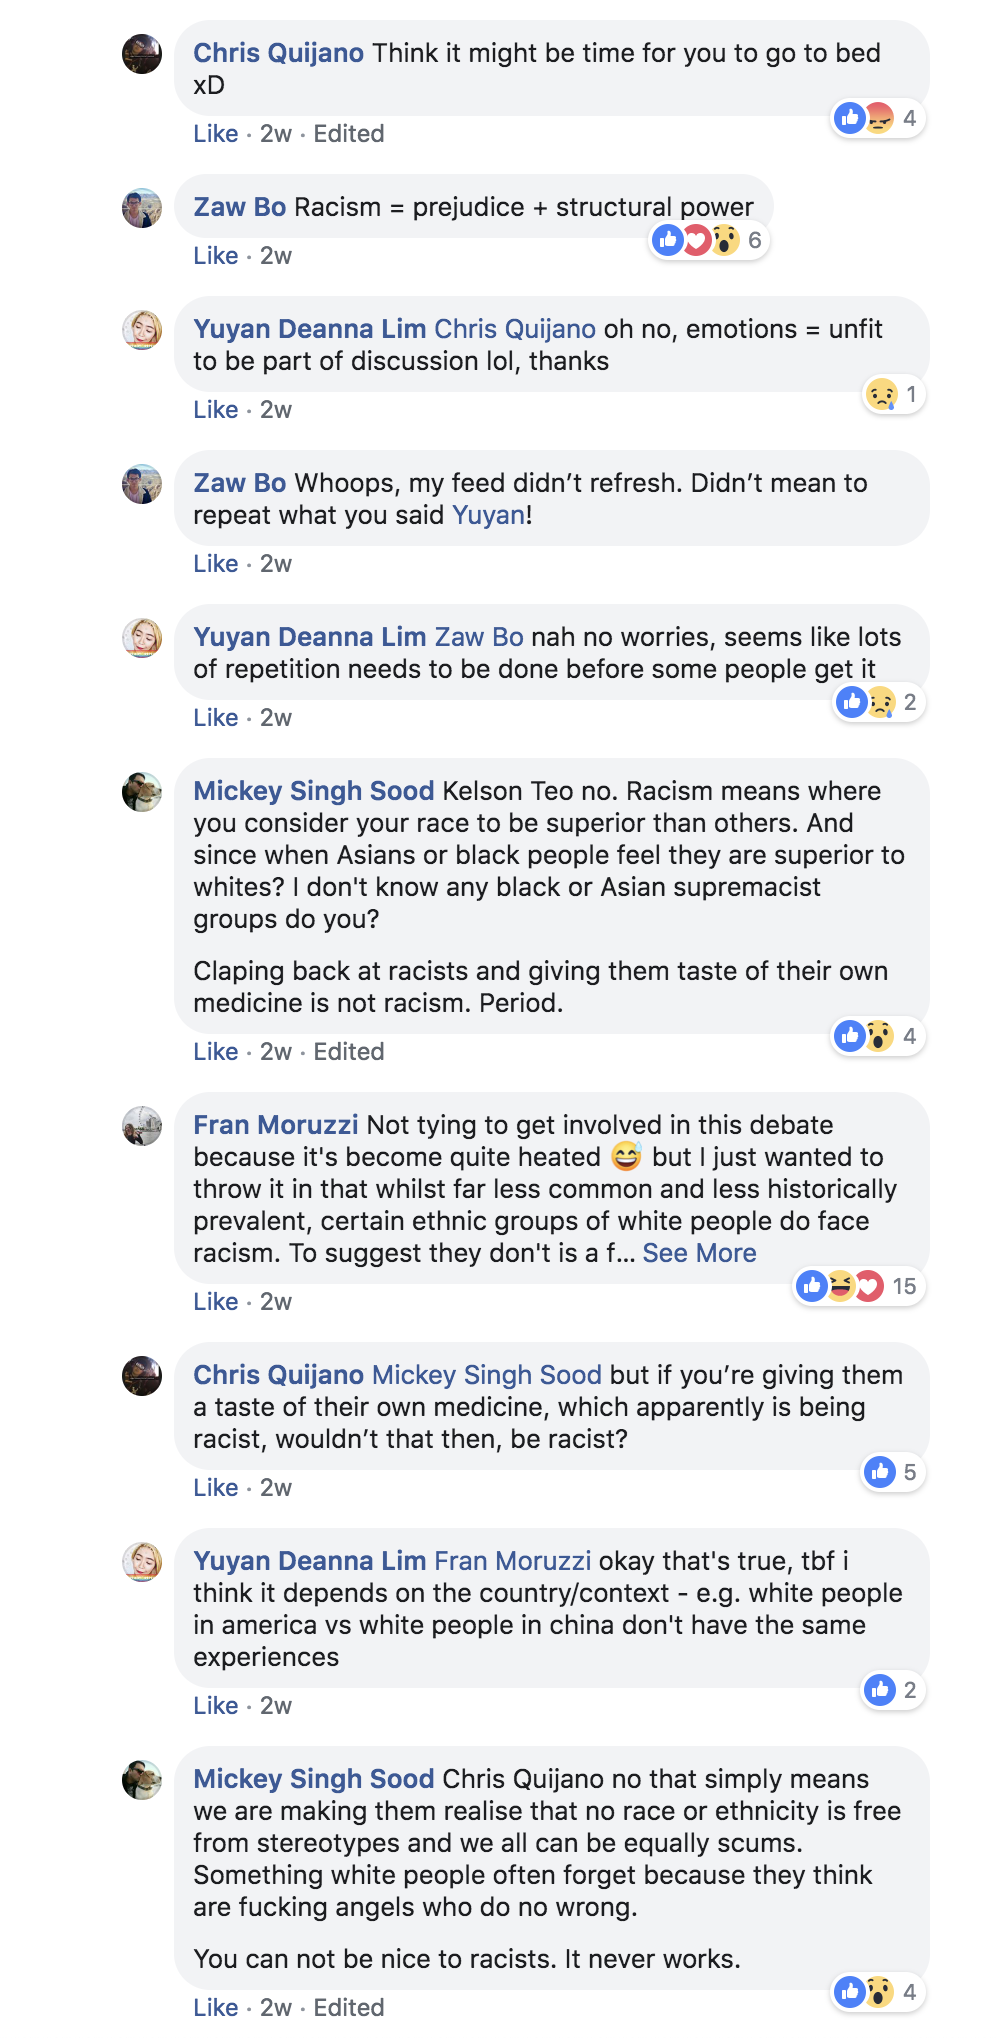 Chris Quijano Think it might be time for you to go to bed
xD
4
Like · 2w · Edited
Zaw Bo Racism = prejudice + structural power
6
Like · 2w
Yuyan Deanna Lim Chris Quijano oh no, emotions = unfit
to be part of discussion lol, thanks
1
Like · 2w
Zaw Bo Whoops, my feed didn’t refresh. Didn’t mean to
repeat what you said Yuyan!
Like · 2w
Yuyan Deanna Lim Zaw Bo nah no worries, seems like lots
of repetition needs to be done before some people get it
2
Like · 2w
Mickey Singh Sood Kelson Teo no. Racism means where
you consider your race to be superior than others. And
since when Asians or black people feel they are superior to
whites? I don't know any black or Asian supremacist
groups do you?
Claping back at racists and giving them taste of their own
medicine is not racism. Period.
4
Like · 2w · Edited
Fran Moruzzi Not tying to get involved in this debate
because it's become quite heated 😅 but I just wanted to
throw it in that whilst far less common and less historically
prevalent, certain ethnic groups of white people do face
racism. To suggest they don't is a f... See More
15
Like · 2w
Chris Quijano Mickey Singh Sood but if you’re giving them
a taste of their own medicine, which apparently is being
racist, wouldn’t that then, be racist?
5
Like · 2w
Yuyan Deanna Lim Fran Moruzzi okay that's true, tbf i
think it depends on the country/context - e.g. white people
in america vs white people in china don't have the same
experiences
2
Like · 2w
Mickey Singh Sood Chris Quijano no that simply means
we are making them realise that no race or ethnicity is free
from stereotypes and we all can be equally scums.
Something white people often forget because they think
are fucking angels who do no wrong.
You can not be nice to racists. It never works.
4
Like · 2w · Edited